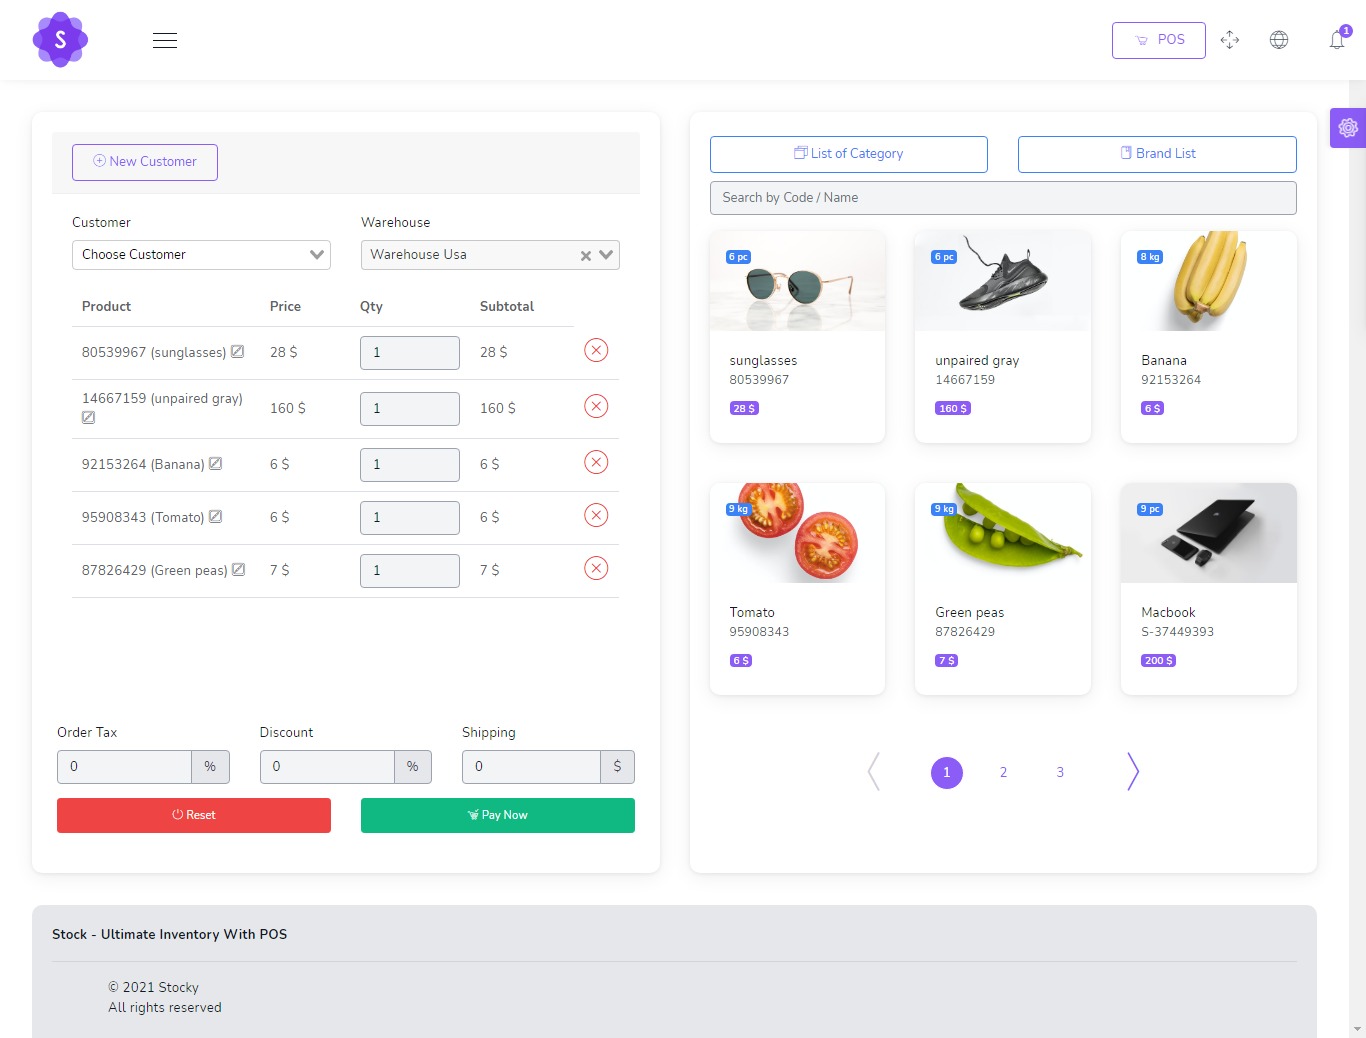 S
POS
1
New Customer
Customer
Warehouse
Choose Customer
Warehouse Usa
Product Price Qty Subtotal
80539967 (sunglasses) 28 $ 1 28 $
14667159 (unpaired gray) 160 $ 1 160 $
92153264 (Banana) 6 $ 1 6 $
95908343 (Tomato) 6 $ 1 6 $
87826429 (Green peas) 7 $ 1 7 $
Order Tax
Discount
Shipping
0 %
0 %
0 $
Reset
Pay Now
List of Category
Brand List
Search by Code / Name
6 pc
sunglasses
80539967
28 $
6 pc
unpaired gray
14667159
160 $
8 kg
Banana
92153264
6 $
9 kg
Tomato
95908343
6 $
9 kg
Green peas
87826429
7 $
9 pc
Macbook
S-37449393
200 $
1 2 3
Stock - Ultimate Inventory With POS
© 2021 Stocky
All rights reserved